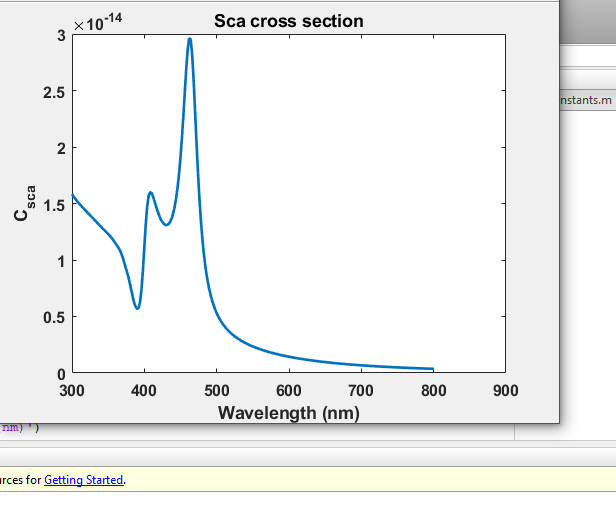 ×10-14
Sca cross section
3
2.5
2
1.5
1
0.5
0
Csca
300 400 500 600 700 800 900
Wavelength (nm)
nstants.m
nm)')
urces for Getting Started.